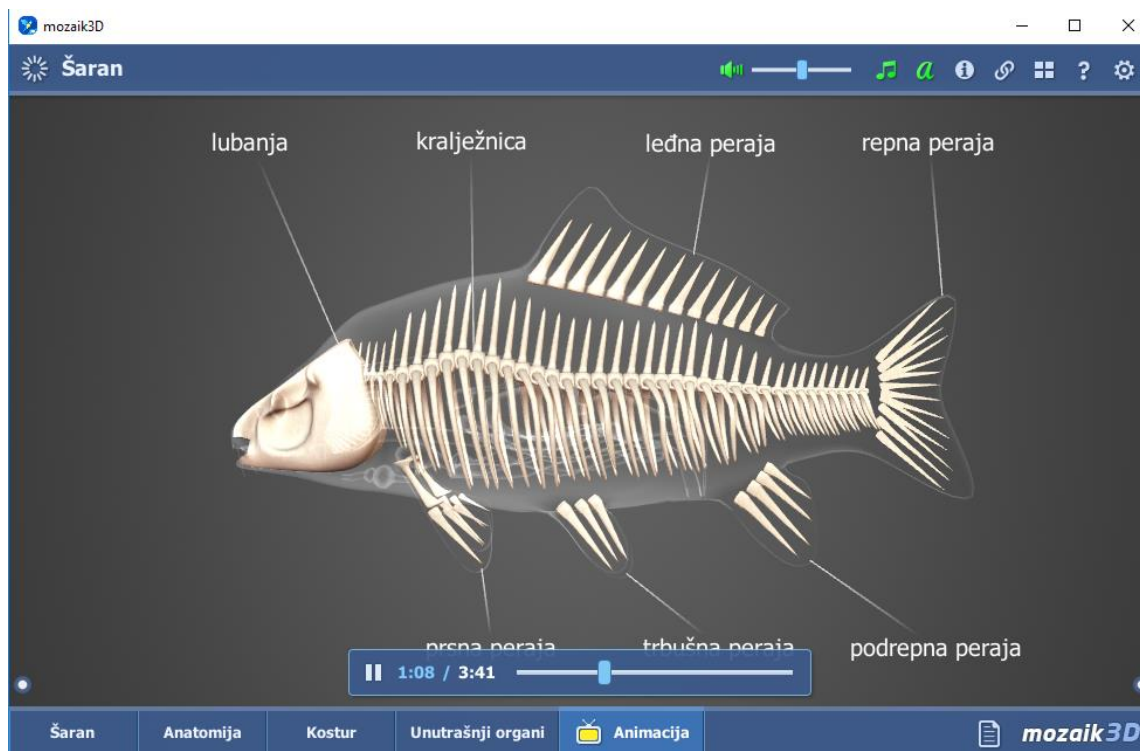 mozaik3D
Šaran
lubanja
kralježnica
leđna peraja
repna peraja
prsna peraja
trbušna peraja
podrepna peraja
1:08 / 3:41
Šaran
Anatomija
Kostur
Unutrašnji organi
Animacija
mozaik3D